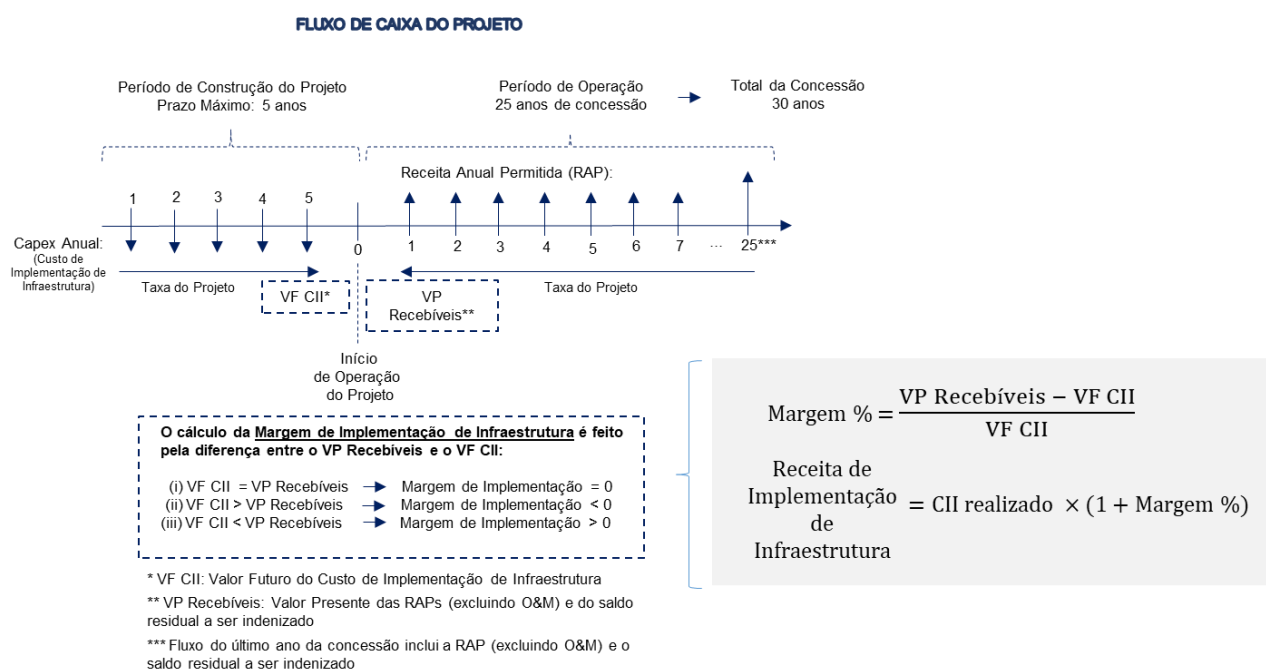 FLUXO DE CAIXA DO PROJETO
Período de Construção do Projeto
Prazo Máximo: 5 anos
Período de Operação
25 anos de concessão
Total da Concessão
30 anos
Receita Anual Permitida (RAP):
1 2 3 4 5
Capex Anual:
(Custo de
Implementação de
Infraestrutura)
0 1 2 3 4 5 6 7 ... 25***
Taxa do Projeto
VF CII*
VP
Recebíveis**
Taxa do Projeto
Início
de Operação
do Projeto
O cálculo da Margem de Implementação de Infraestrutura é feito
pela diferença entre o VP Recebíveis e o VF CII:
(i) VF CII = VP Recebíveis Margem de Implementação = 0
(ii) VF CII > VP Recebíveis Margem de Implementação < 0
(iii) VF CII < VP Recebíveis Margem de Implementação > 0
* VF CII: Valor Futuro do Custo de Implementação de Infraestrutura
** VP Recebíveis: Valor Presente das RAPs (excluindo O&M) e do saldo
residual a ser indenizado
*** Fluxo do último ano da concessão inclui a RAP (excluindo O&M) e o
saldo residual a ser indenizado
VP Recebíveis − VF CII
Margem % =
VF CII
Receita de
Implementação
de
Infraestrutura
= CII realizado × (1 + Margem %)